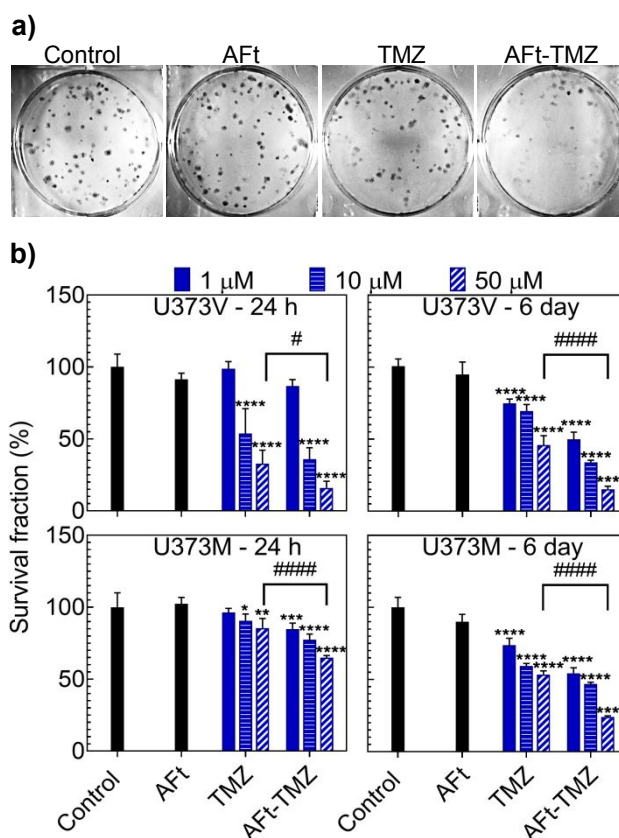 a)
Control AFt TMZ AFt-TMZ
b)
1 μM 10 μM 50 μM
U373V - 24 h U373V - 6 day
150
100
50
0
# ####
**** **** **** ****
**** **** **** **** **** **** ***
U373M - 24 h U373M - 6 day
150
100
50
0
#### ####
* ** *** **** ****
**** **** **** **** **** ***
Survival fraction (%)
Control AFt TMZ AFt-TMZ Control AFt TMZ AFt-TMZ